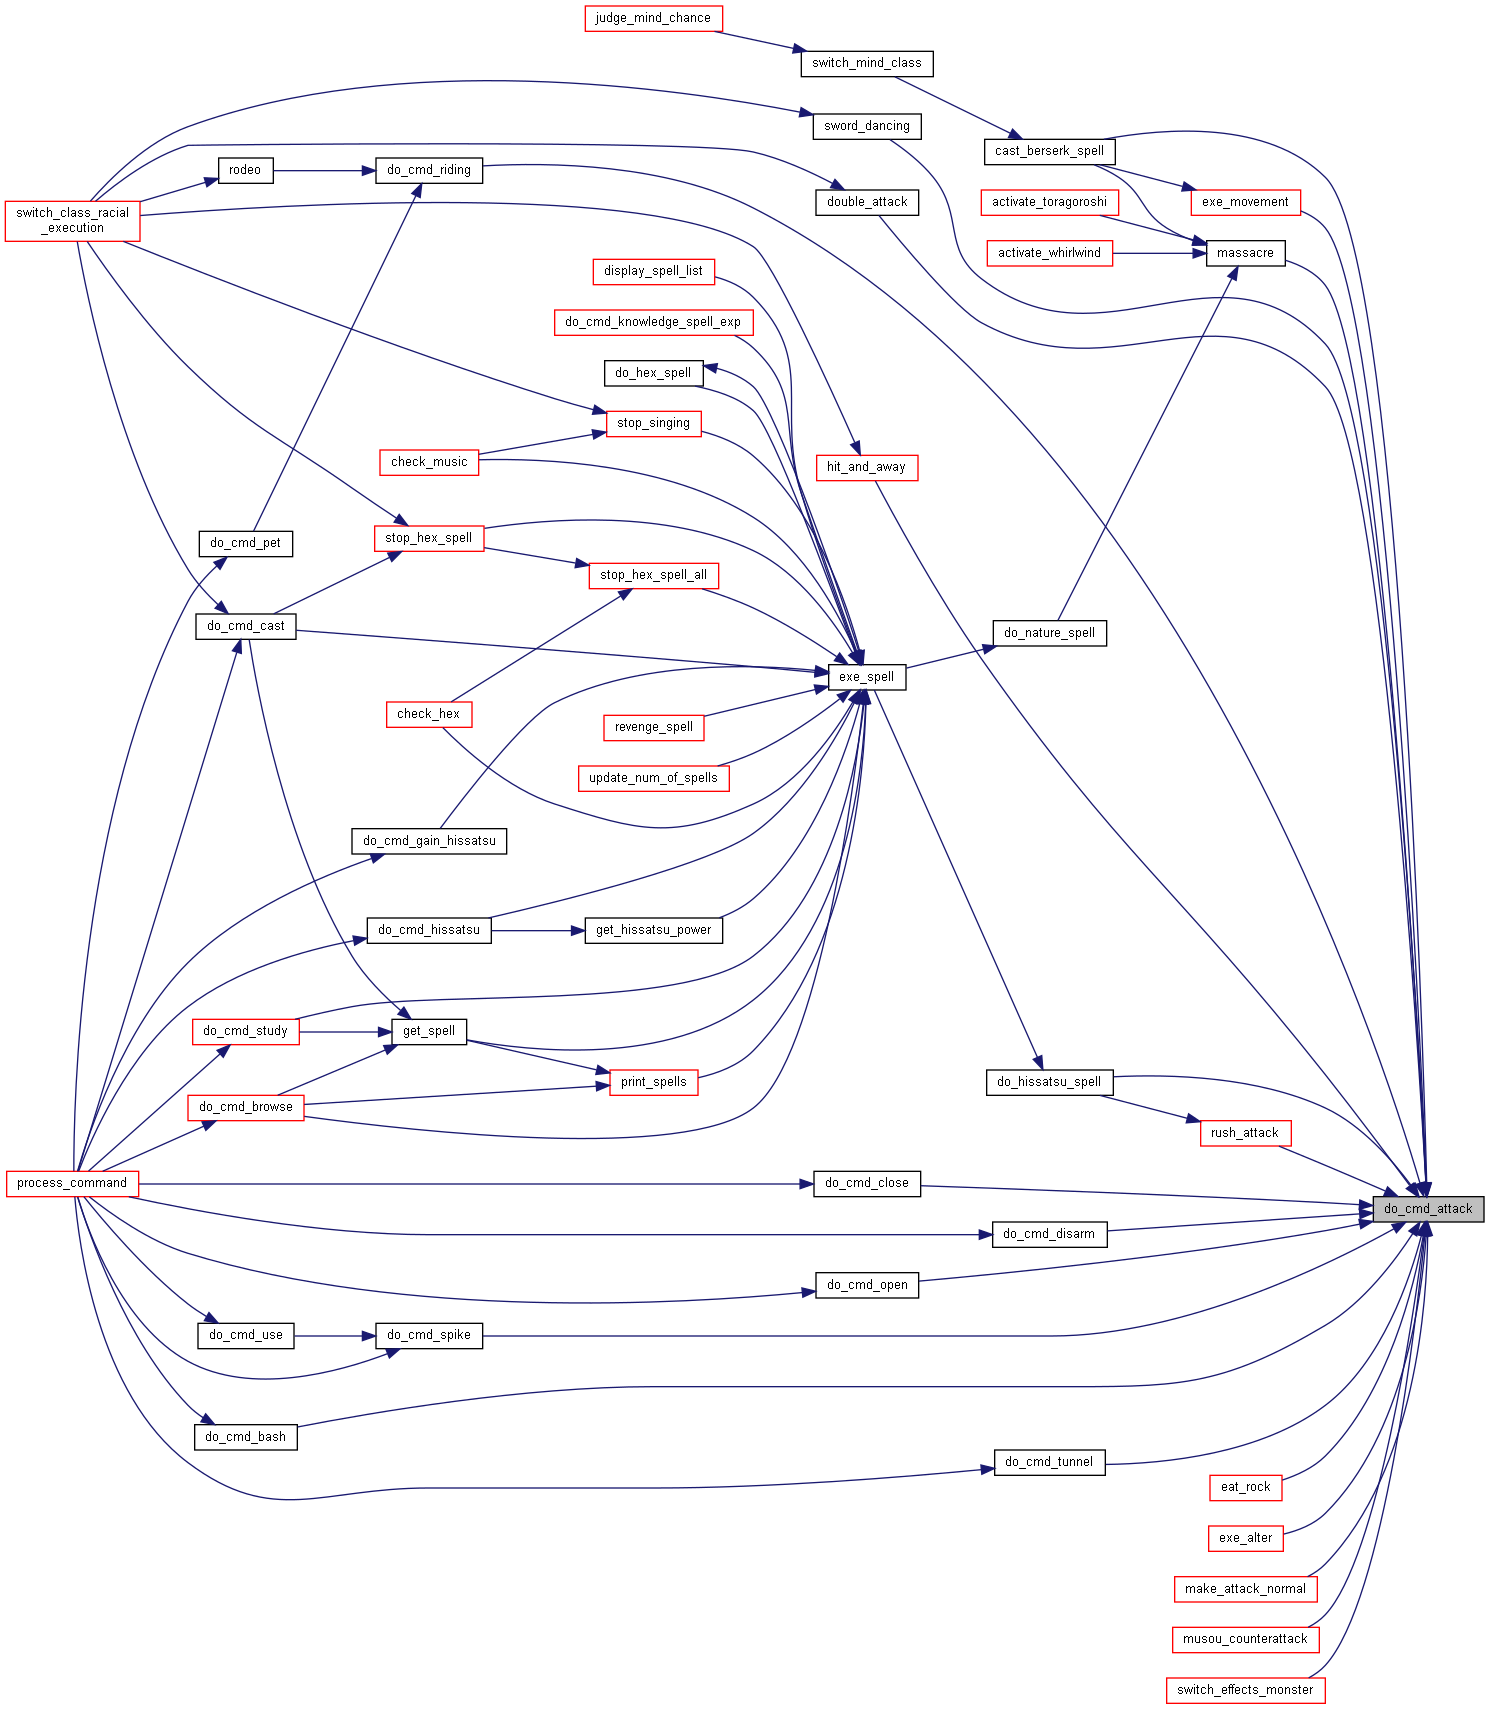 judge_mind_chance
switch_mind_class
sword_dancing
cast_berserk_spell
rodeo
do_cmd_riding
double_attack
activate_toragoroshi
exe_movement
switch_class_racial
_execution
activate_whirlwind
massacre
display_spell_list
do_cmd_knowledge_spell_exp
do_hex_spell
stop_singing
check_music
hit_and_away
do_cmd_pet
stop_hex_spell
stop_hex_spell_all
do_cmd_cast
do_nature_spell
exe_spell
check_hex
revenge_spell
update_num_of_spells
do_cmd_gain_hissatsu
do_cmd_hissatsu
get_hissatsu_power
do_cmd_study
get_spell
do_hissatsu_spell
print_spells
do_cmd_browse
rush_attack
process_command
do_cmd_close
do_cmd_attack
do_cmd_disarm
do_cmd_open
do_cmd_use
do_cmd_spike
do_cmd_bash
do_cmd_tunnel
eat_rock
exe_alter
make_attack_normal
musou_counterattack
switch_effects_monster